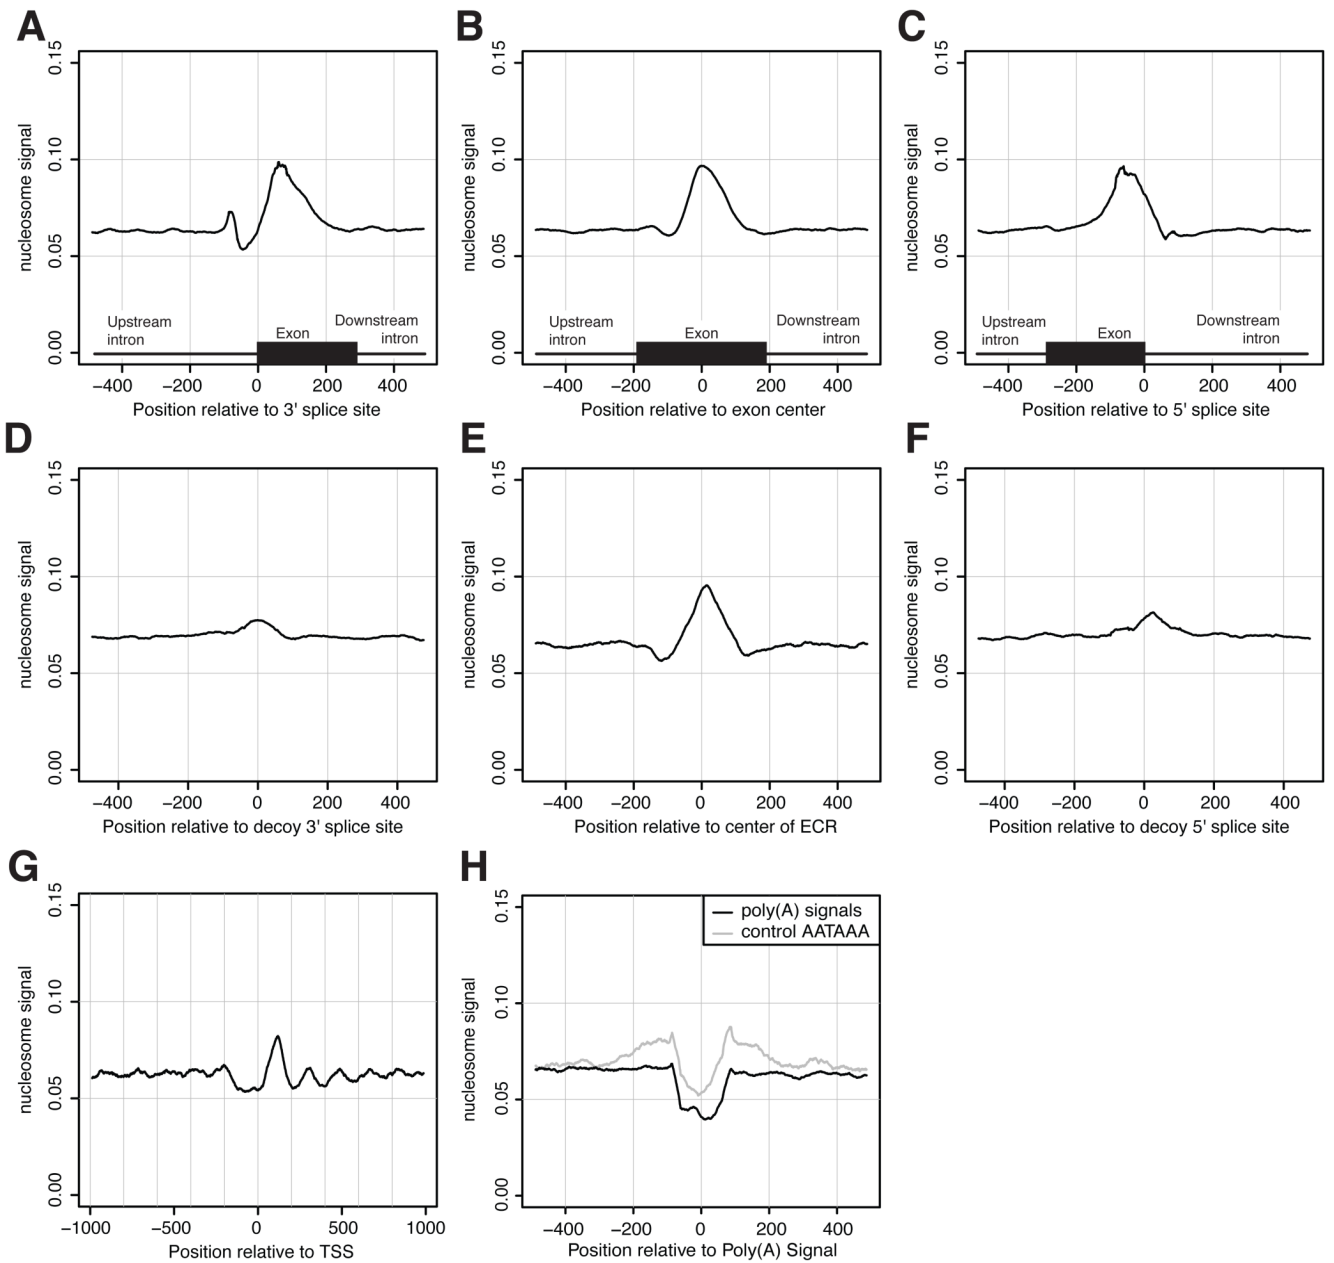 A
nucleosome signal
0.15
0.10
0.05
0.00
Upstream
intron
Exon
Downstream
intron
−400 −200 0 200 400
Position relative to 3' splice site
B
nucleosome signal
0.15
0.10
0.05
0.00
Upstream
intron
Exon
Downstream
intron
−400 −200 0 200 400
Position relative to exon center
C
nucleosome signal
0.15
0.10
0.05
0.00
Upstream
intron
Exon
Downstream
intron
−400 −200 0 200 400
Position relative to 5' splice site
D
nucleosome signal
0.15
0.10
0.05
0.00
−400 −200 0 200 400
Position relative to decoy 3' splice site
E
nucleosome signal
0.15
0.10
0.05
0.00
−400 −200 0 200 400
Position relative to center of ECR
F
nucleosome signal
0.15
0.10
0.05
0.00
−400 −200 0 200 400
Position relative to decoy 5' splice site
G
nucleosome signal
0.15
0.10
0.05
0.00
−1000 −500 0 500 1000
Position relative to TSS
H
nucleosome signal
0.15
0.10
0.05
0.00
poly(A) signals
control AATAAA
−400 −200 0 200 400
Position relative to Poly(A) Signal